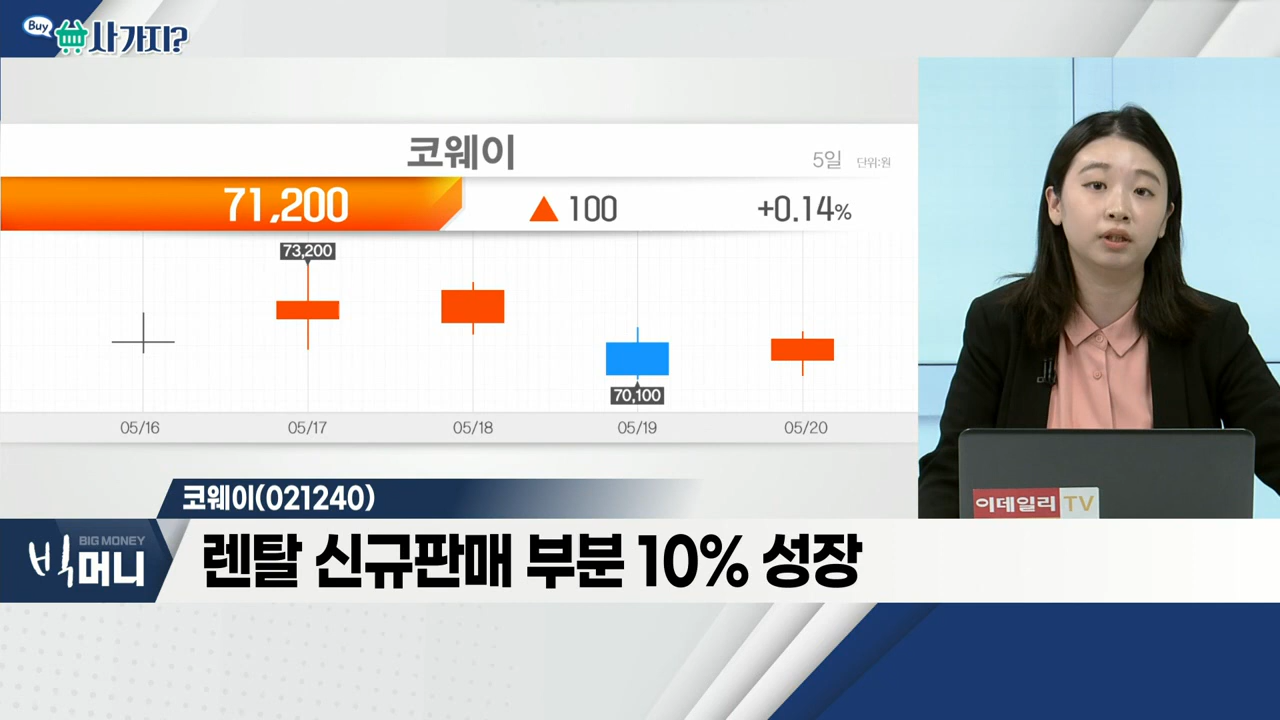 Buy
사가지?
코웨이
5일 단위:원
71,200 ▲ 100 +0.14%
73,200
70,100
05/16 05/17 05/18 05/19 05/20
이데일리 TV
코웨이(021240)
BIG MONEY
빅머니
렌탈 신규판매 부분 10% 성장